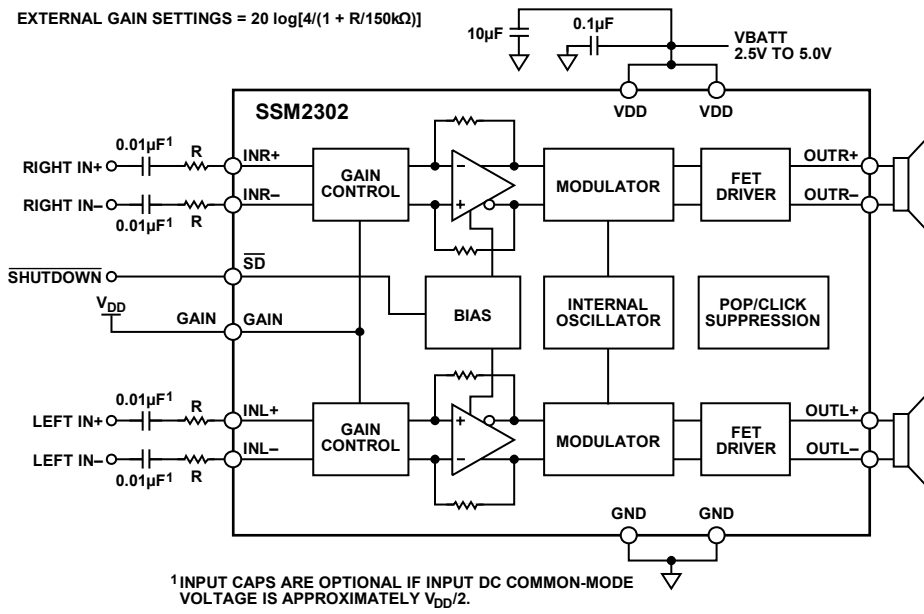 EXTERNAL GAIN SETTINGS = 20 log[4/(1 + R/150kΩ)]
10µF
0.1µF
VBATT
2.5V TO 5.0V
VDD
VDD
SSM2302
0.01µF¹
R
RIGHT IN+
INR+
RIGHT IN–
INR–
0.01µF¹
R
GAIN
CONTROL
–
+
MODULATOR
FET
DRIVER
OUTR+
OUTR–
SHUTDOWN
SD
VDD
GAIN
GAIN
BIAS
INTERNAL
OSCILLATOR
POP/CLICK
SUPPRESSION
0.01µF¹
R
LEFT IN+
INL+
LEFT IN–
INL–
0.01µF¹
R
GAIN
CONTROL
+
–
MODULATOR
FET
DRIVER
OUTL+
OUTL–
GND
GND
¹ INPUT CAPS ARE OPTIONAL IF INPUT DC COMMON-MODE
VOLTAGE IS APPROXIMATELY VDD/2.